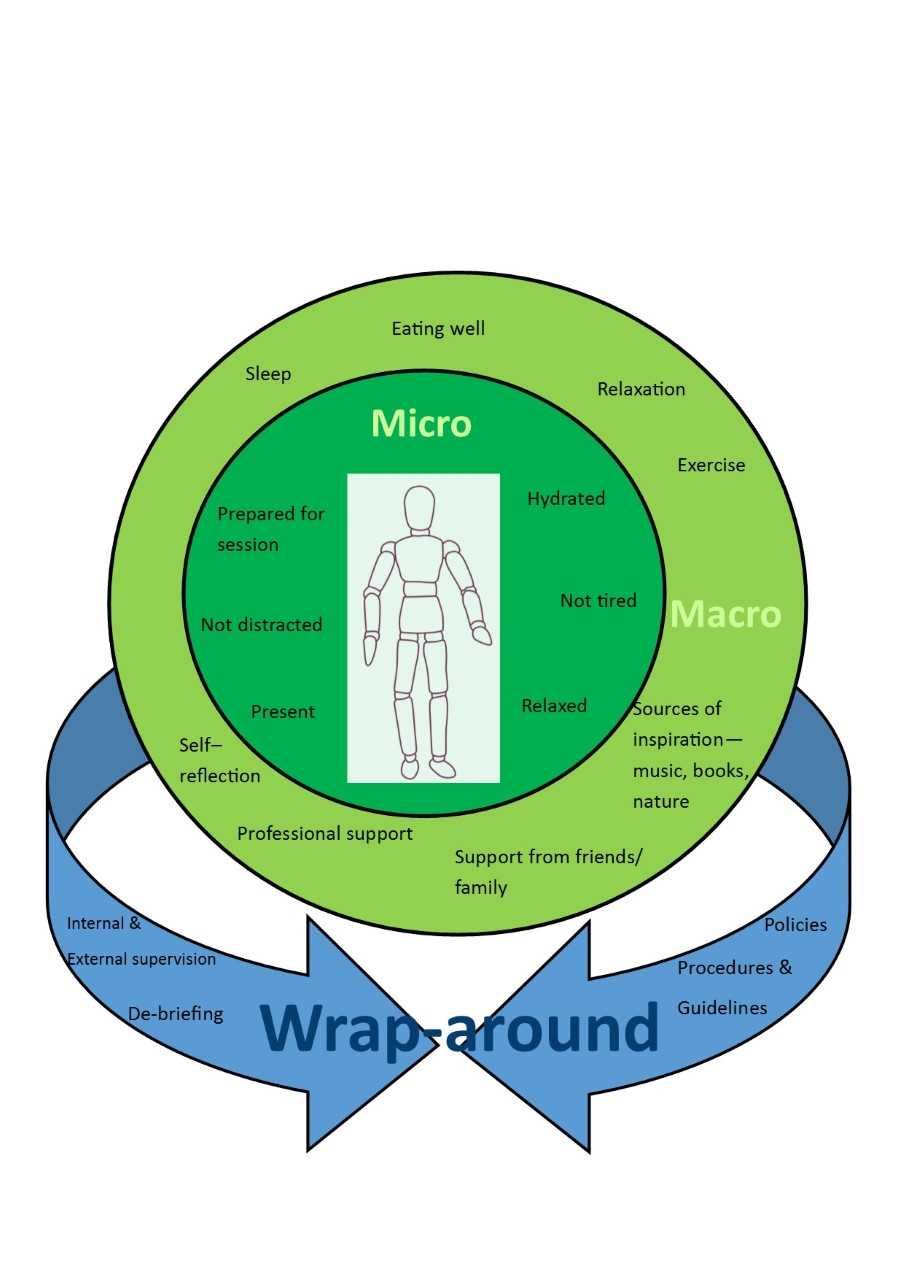 Eating well
Sleep
Relaxation
Exercise
Micro
Hydrated
Prepared for
session
Not tired
Macro
Not distracted
Relaxed
Present
Sources of
inspiration—
music, books,
nature
Self–
reflection
Professional support
Support from friends/
family
Internal &
External supervision
De-briefing
Policies
Procedures &
Guidelines
Wrap-around